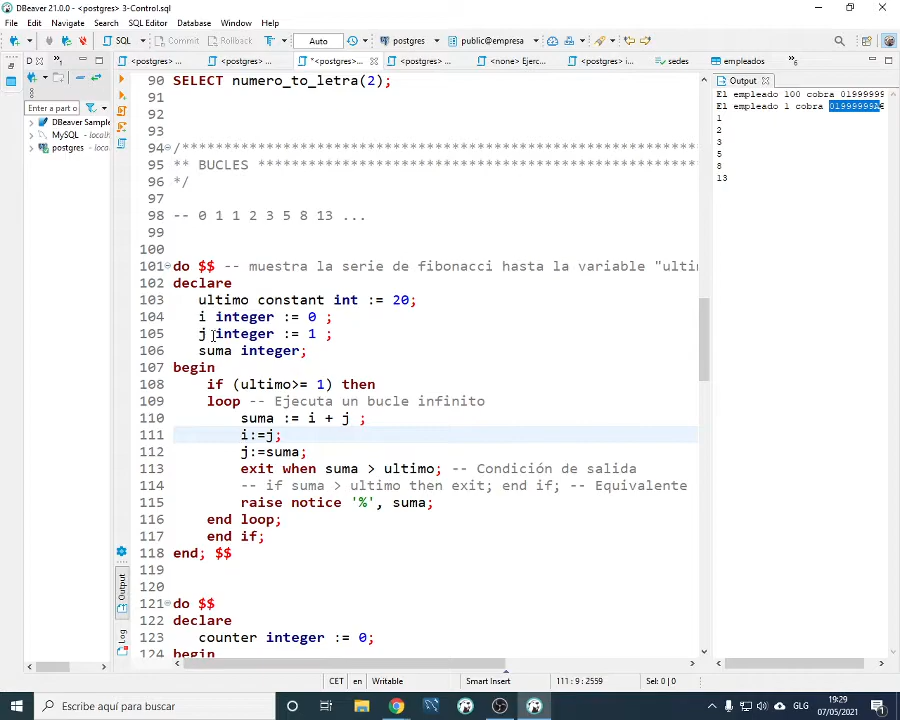 DBeaver 21.0.0 - <postgres> 3-Control.sql
File Edit Navigate Search SQL Editor Database Window Help
SQL Commit Rollback T Auto postgres public@empresa
D <postgres>... <postgres> ... *<postgres>... <postgres> ... <none> Ejerc... <postgres> i... sedes empleados Output
Enter a part o
DBeaver Sample
MySQL - localh
postgres - loca
90 SELECT numero_to_letra(2);
91
92
93
94 /****************************************************************
95 ** BUCLES ****************************************************
96 */
97
98 -- 0 1 1 2 3 5 8 13 ...
99
100
101 do $$ -- muestra la serie de fibonacci hasta la variable "ulti
102 declare
103 ultimo constant int := 20;
104 i integer := 0 ;
105 j integer := 1 ;
106 suma integer;
107 begin
108 if (ultimo>= 1) then
109 loop -- Ejecuta un bucle infinito
110 suma := i + j ;
111 i:=j;
112 j:=suma;
113 exit when suma > ultimo; -- Condición de salida
114 -- if suma > ultimo then exit; end if; -- Equivalente
115 raise notice '%', suma;
116 end loop;
117 end if;
118 end; $$
119
120
121 do $$
122 declare
123 counter integer := 0;
124 begin
El empleado 100 cobra 01999999
El empleado 1 cobra 01999999
1
2
3
5
8
13
Output
Log
CET en Writable Smart Insert 111 : 9 : 2559 Sel: 0 | 0
Escribe aquí para buscar
GLG
19:29
07/05/2021
1